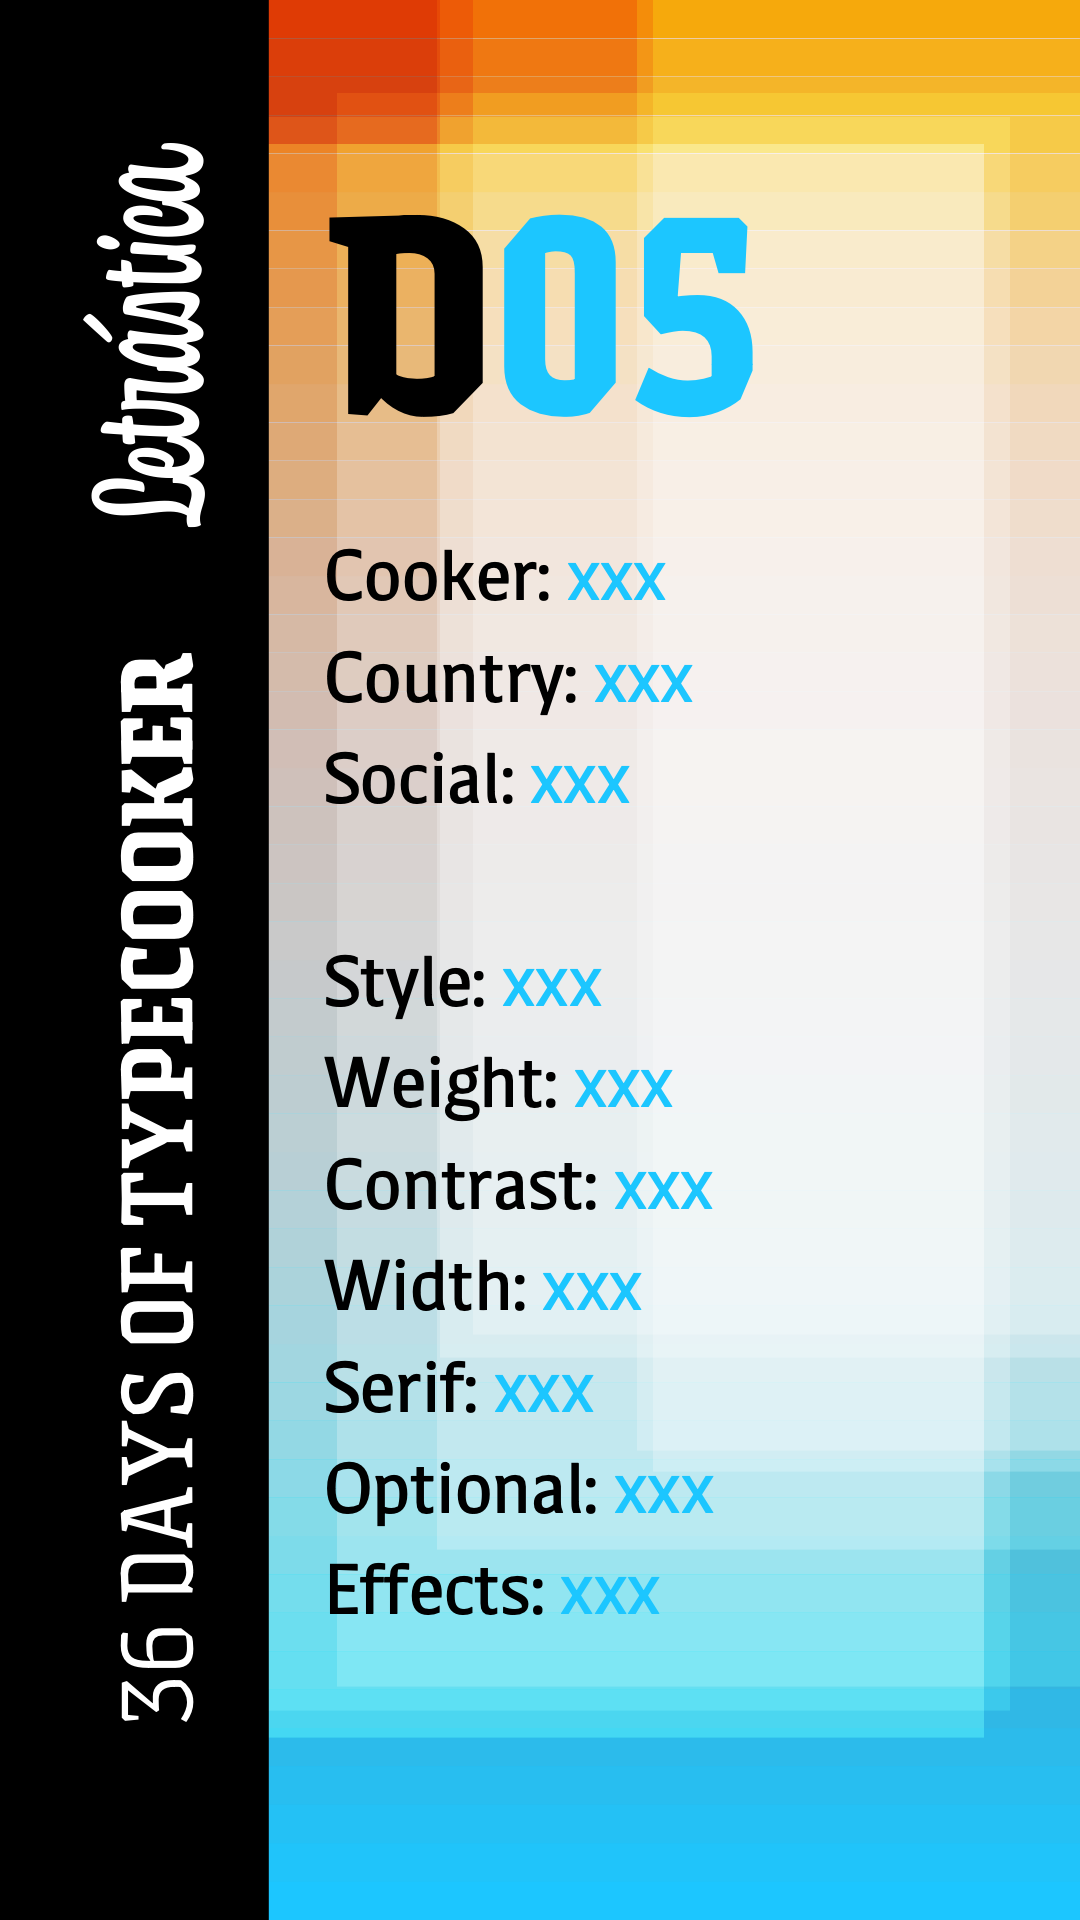 Letrástica
36 DAYS OF TYPECOOKER
D05
Cooker: xxx
Country: xxx
Social: xxx
Style: xxx
Weight: xxx
Contrast: xxx
Width: xxx
Serif: xxx
Optional: xxx
Effects: xxx